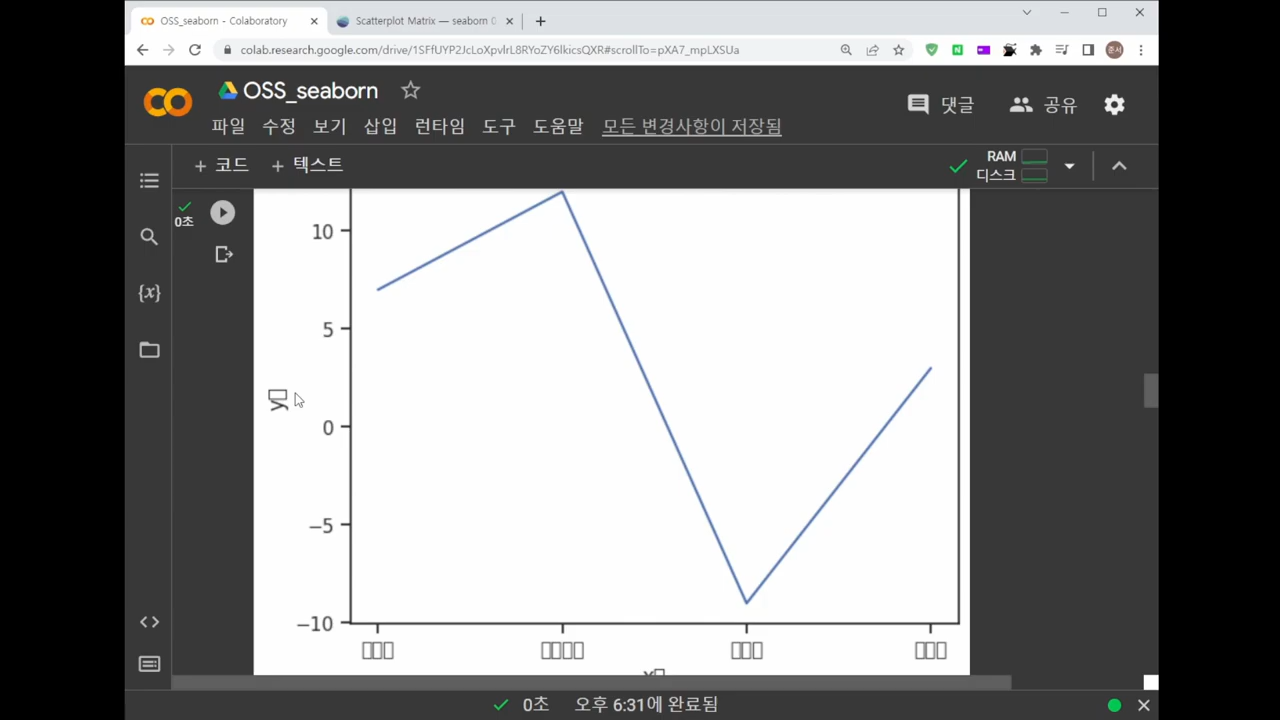 OSS_seaborn - Colaboratory
Scatterplot Matrix — seaborn 0
colab.research.google.com/drive/1SFfUYP2JcLoXpvlrL8RYoZY6lkicsQXR#scrollTo=pXA7_mpLXSUa
준서
OSS_seaborn
댓글
공유
파일 수정 보기 삽입 런타임 도구 도움말 모든 변경사항이 저장됨
+ 코드 + 텍스트
RAM
디스크
0초
{x}
10
5
0
−5
−10
y□
□□□ □□□□ □□□ □□□
x□
0초 오후 6:31에 완료됨